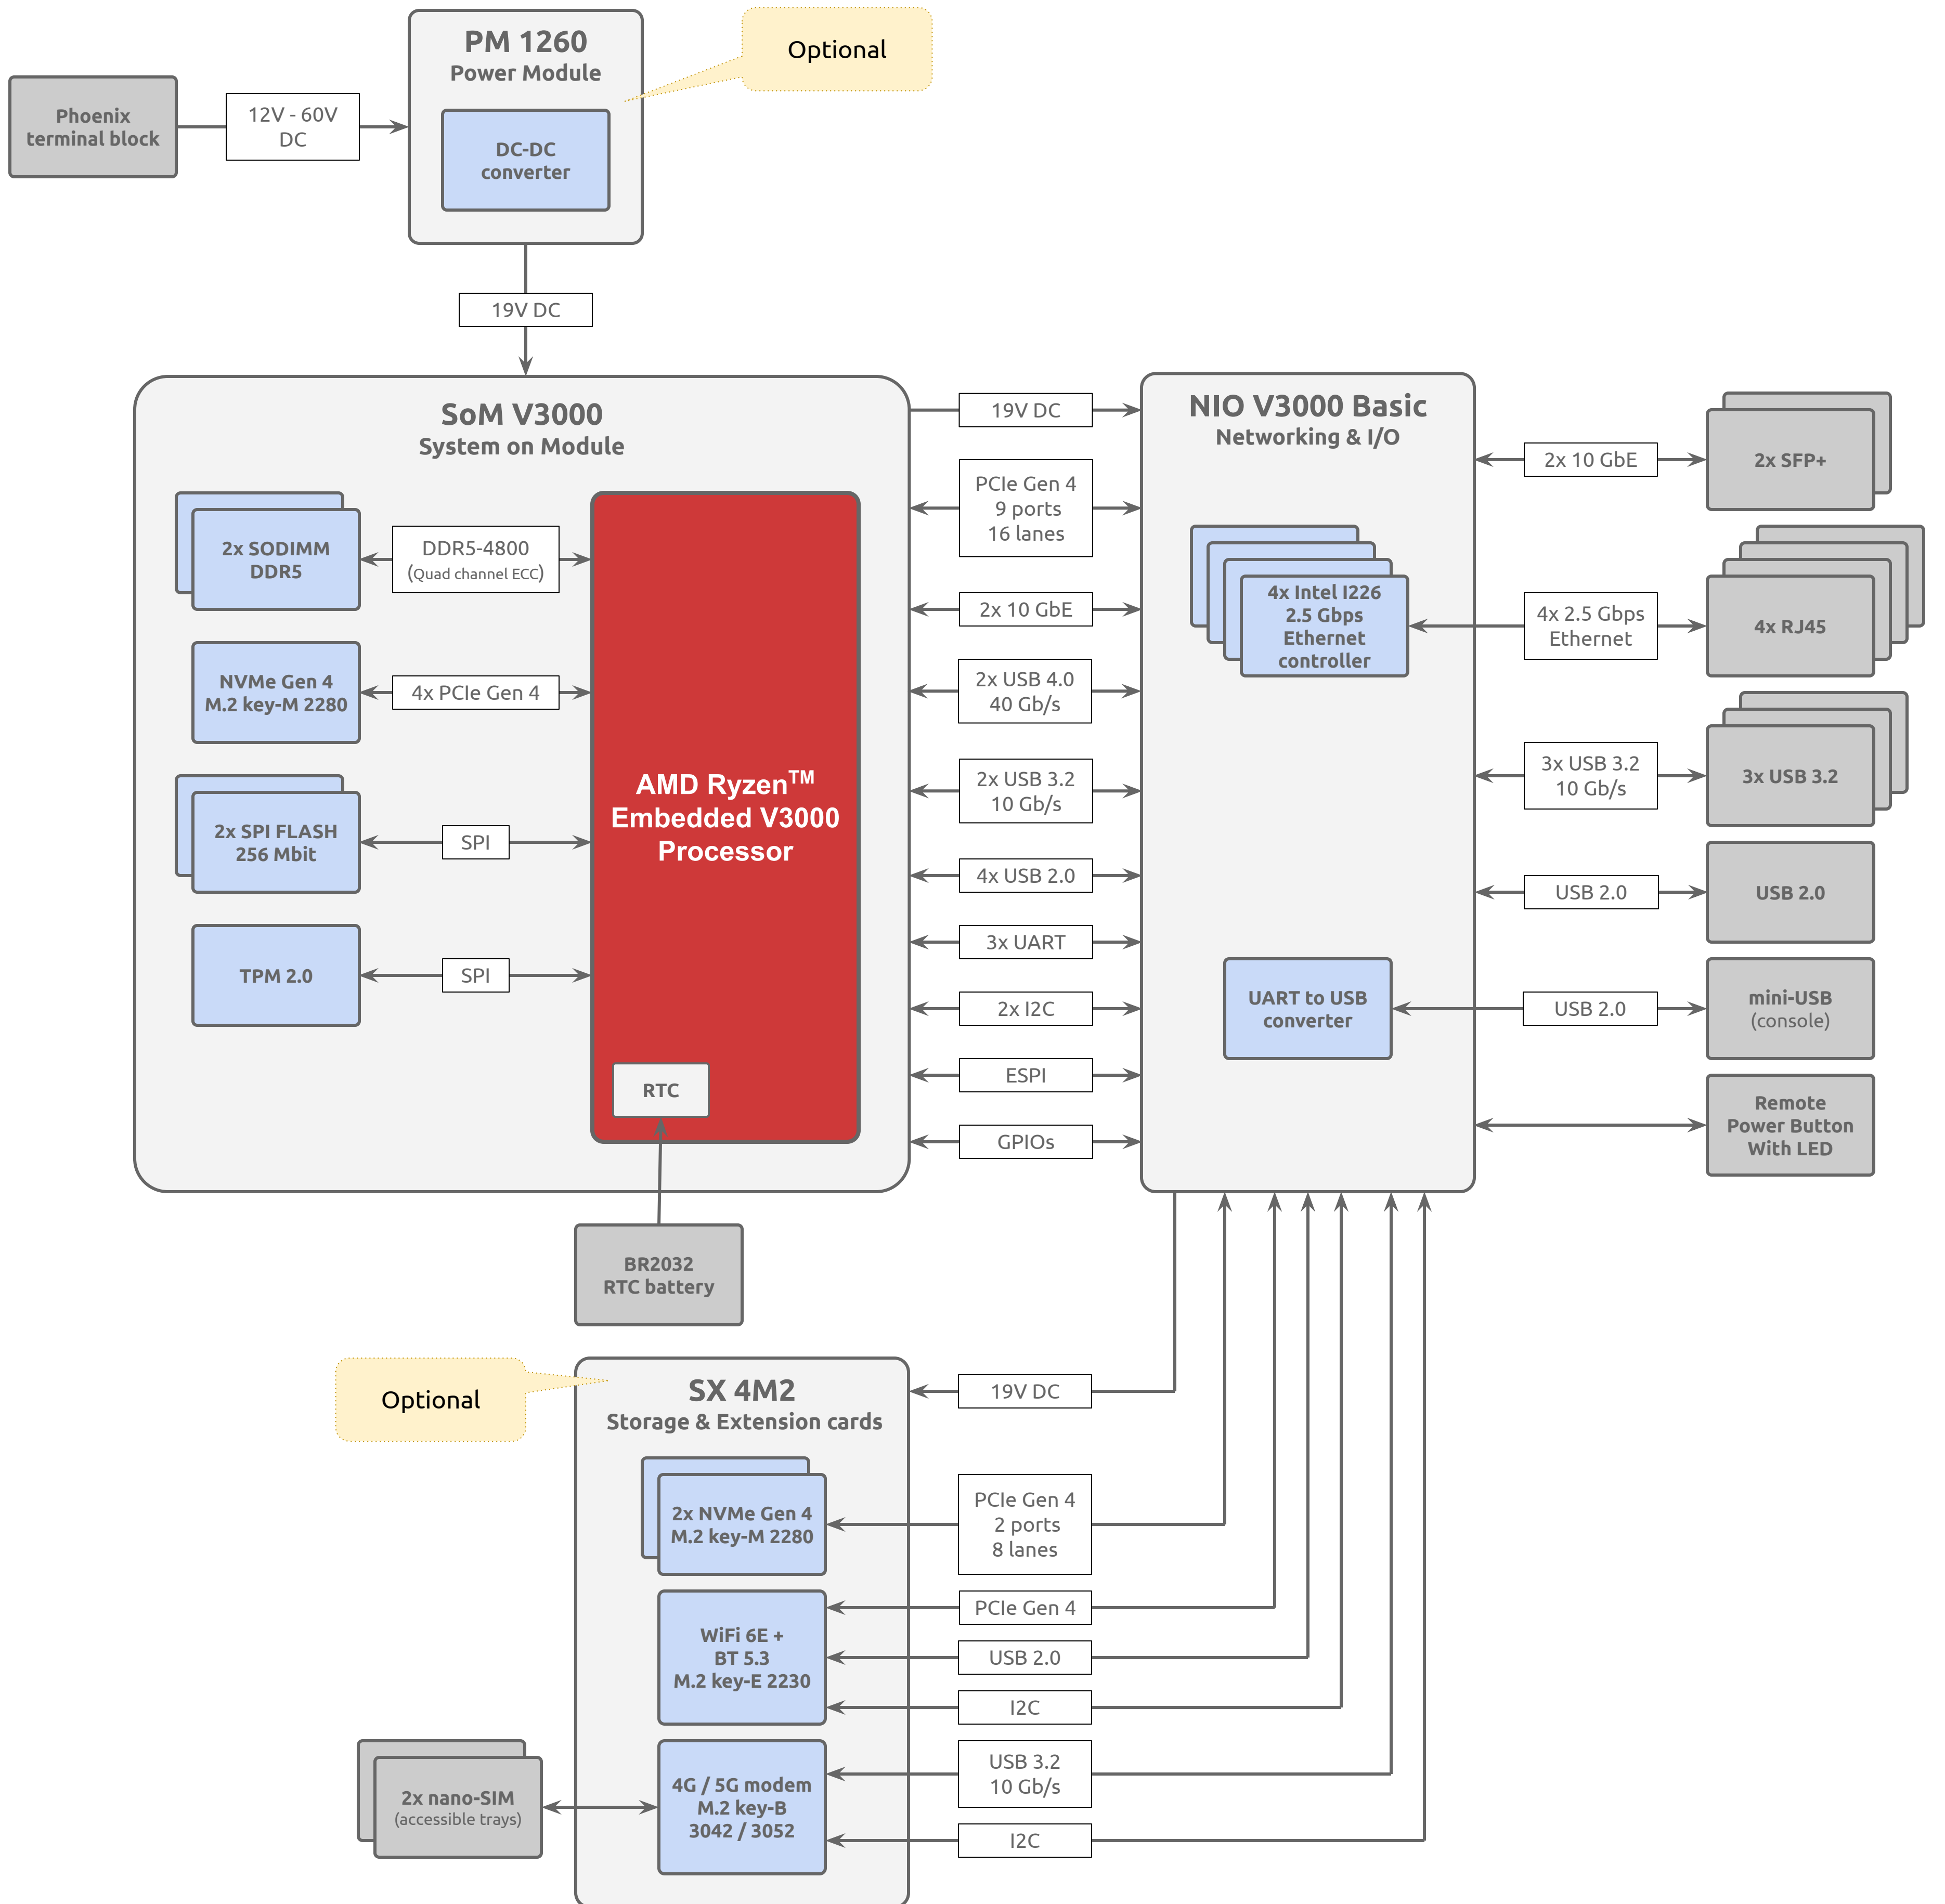 PM 1260
Power Module
Optional
Phoenix
terminal block
12V - 60V
DC
DC-DC
converter
19V DC
SoM V3000
System on Module
2x SODIMM
DDR5
DDR5-4800
(Quad channel ECC)
NVMe Gen 4
M.2 key-M 2280
4x PCIe Gen 4
2x SPI FLASH
256 Mbit
SPI
TPM 2.0
SPI
AMD Ryzen™
Embedded V3000
Processor
RTC
BR2032
RTC battery
19V DC
PCIe Gen 4
9 ports
16 lanes
2x 10 GbE
2x USB 4.0
40 Gb/s
2x USB 3.2
10 Gb/s
4x USB 2.0
3x UART
2x I2C
ESPI
GPIOs
NIO V3000 Basic
Networking & I/O
4x Intel I226
2.5 Gbps
Ethernet
controller
UART to USB
converter
2x 10 GbE
2x SFP+
4x 2.5 Gbps
Ethernet
4x RJ45
3x USB 3.2
10 Gb/s
3x USB 3.2
USB 2.0
USB 2.0
USB 2.0
mini-USB
(console)
Remote
Power Button
With LED
Optional
SX 4M2
Storage & Extension cards
19V DC
2x NVMe Gen 4
M.2 key-M 2280
PCIe Gen 4
2 ports
8 lanes
WiFi 6E +
BT 5.3
M.2 key-E 2230
PCIe Gen 4
USB 2.0
I2C
2x nano-SIM
(accessible trays)
4G / 5G modem
M.2 key-B
3042 / 3052
USB 3.2
10 Gb/s
I2C